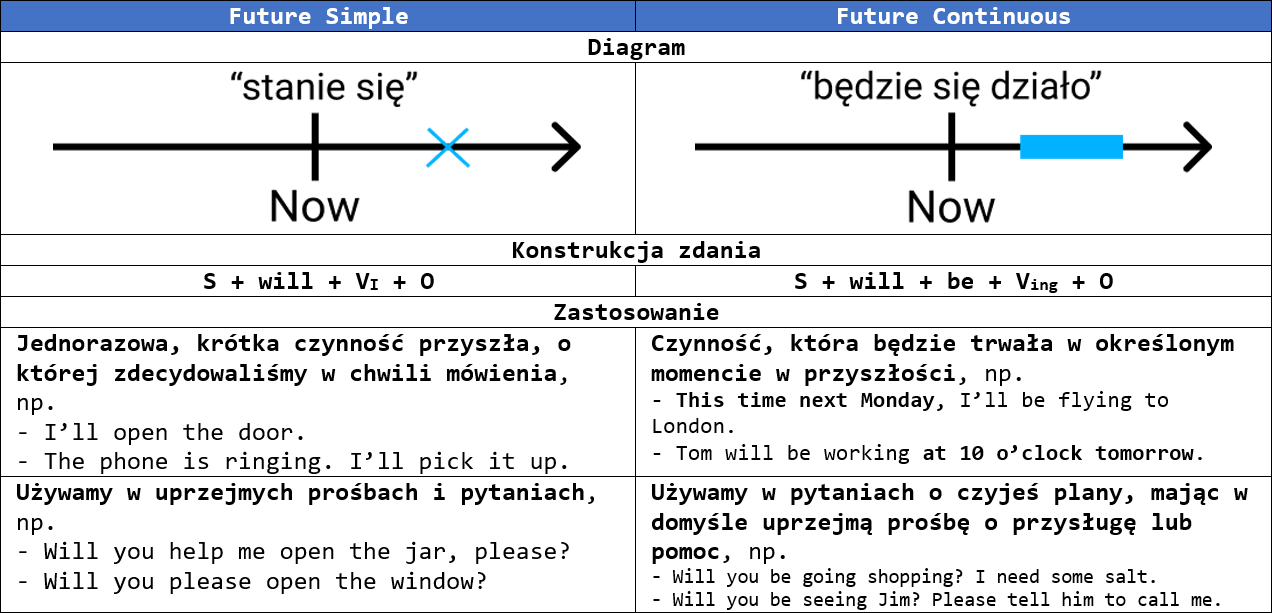 Future Simple
Future Continuous
Diagram
“stanie się”
Now
“będzie się działo”
Now
Konstrukcja zdania
S + will + VI + O
S + will + be + Ving + O
Zastosowanie
Jednorazowa, krótka czynność przyszła, o
której zdecydowaliśmy w chwili mówienia,
np.
- I’ll open the door.
- The phone is ringing. I’ll pick it up.
Czynność, która będzie trwała w określonym
momencie w przyszłości, np.
- This time next Monday, I’ll be flying to
London.
- Tom will be working at 10 o’clock tomorrow.
Używamy w uprzejmych prośbach i pytaniach,
np.
- Will you help me open the jar, please?
- Will you please open the window?
Używamy w pytaniach o czyjeś plany, mając w
domyśle uprzejmą prośbę o przysługę lub
pomoc, np.
- Will you be going shopping? I need some salt.
- Will you be seeing Jim? Please tell him to call me.